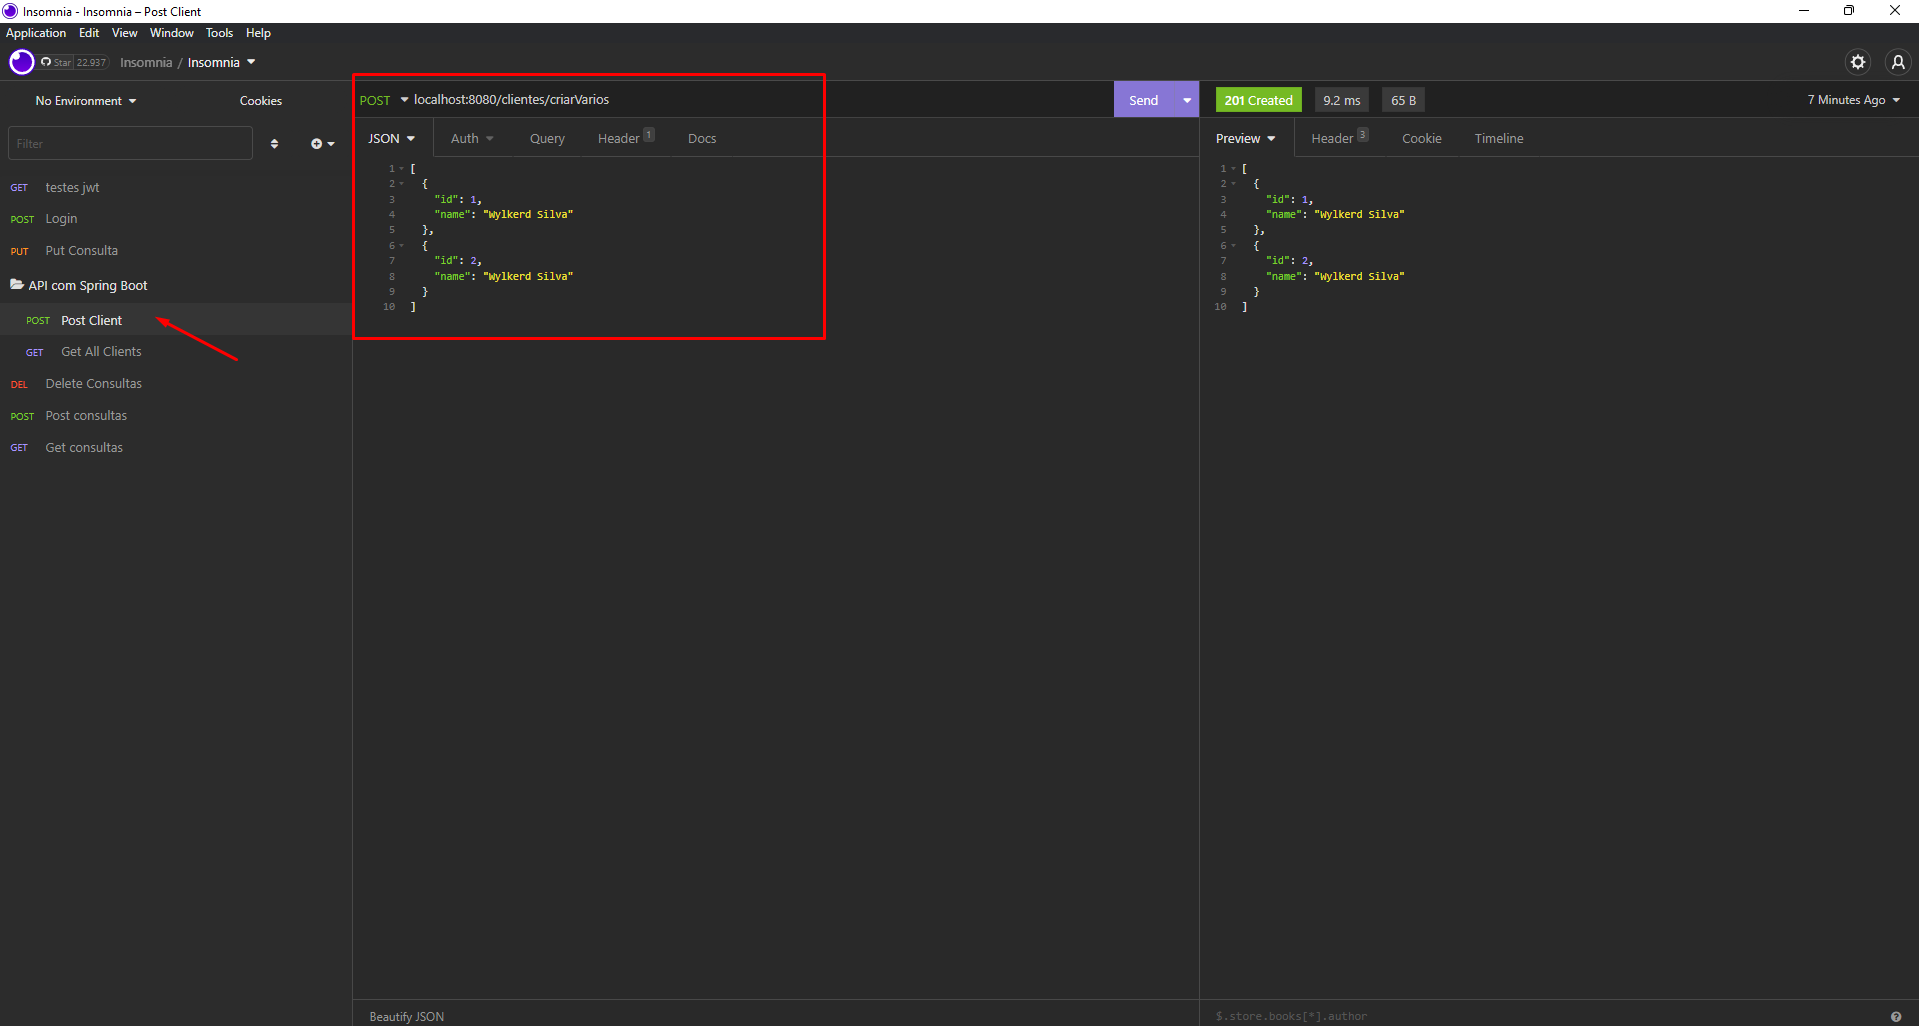 Insomnia - Insomnia – Post Client
Application Edit View Window Tools Help
Star 22.937 Insomnia / Insomnia
No Environment Cookies
Filter
GET testes jwt
POST Login
PUT Put Consulta
API com Spring Boot
POST Post Client
GET Get All Clients
DEL Delete Consultas
POST Post consultas
GET Get consultas
POST localhost:8080/clientes/criarVarios Send
JSON Auth Query Header 1 Docs
1 [
2 {
3 "id": 1,
4 "name": "Wylkerd Silva"
5 },
6 {
7 "id": 2,
8 "name": "Wylkerd Silva"
9 }
10 ]
Beautify JSON
201 Created 9.2 ms 65 B 7 Minutes Ago
Preview Header 3 Cookie Timeline
1 [
2 {
3 "id": 1,
4 "name": "Wylkerd Silva"
5 },
6 {
7 "id": 2,
8 "name": "Wylkerd Silva"
9 }
10 ]
$.store.books[*].author